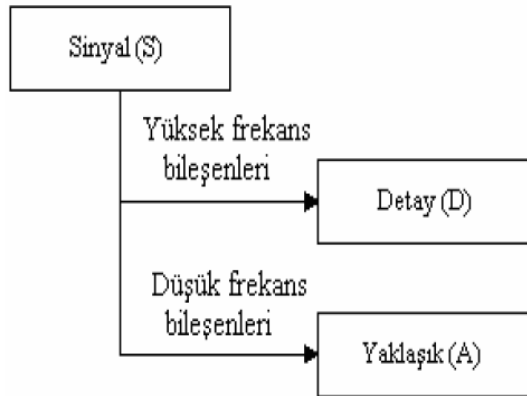 Sinyal (S)
Yüksek frekans
bileşenleri
Detay (D)
Düşük frekans
bileşenleri
Yaklaşık (A)